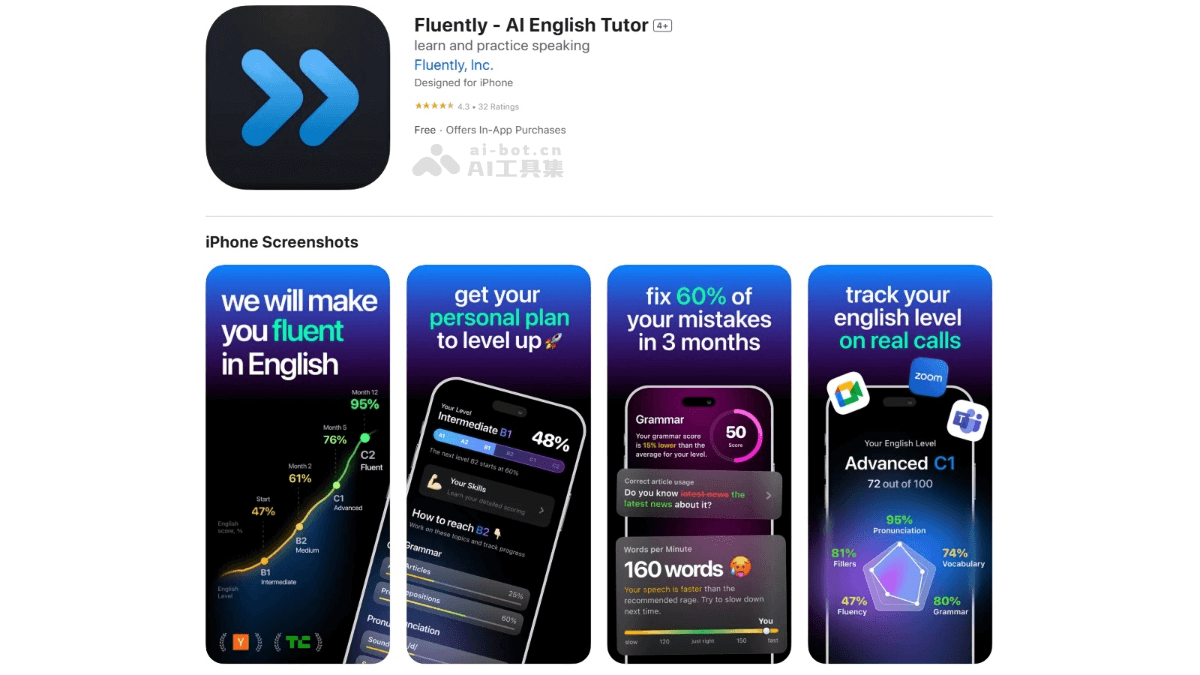 Fluently - AI English Tutor 4+
learn and practice speaking
Fluently, Inc.
Designed for iPhone
4.3 • 32 Ratings
Free · Offers In-App Purchases
ai-bot.cn
AI工具集
iPhone Screenshots
we will make
you fluent
in English
Month 12
95%
Month 5
76%
C2
Fluent
Month 2
61%
C1
Advanced
Start
47%
B2
Medium
English
score, %
B1
Intermediate
English
Level
Y
TC
get your
personal plan
to level up🚀
Your Level
Intermediate B1
48%
A1 A2 B1 B2 C1 C2
The next level B2 starts at 60%
Your Skills
Learn your detailed scoring
How to reach B2 👇
Work on these topics and track progress
Grammar
Articles
25%
Prepositions
60%
Pronunciation
Sound /d/
fix 60% of
your mistakes
in 3 months
Grammar
Your grammar score
is 15% lower than the
average for your level.
50
Score
Correct article usage
Do you know latest news the
latest news about it?
Words per Minute
160 words 🥵
Your speech is faster than the
recommended rage. Try to slow down
next time.
You
slow 130 just right 150 fast
track your
english level
on real calls
zoom
Your English Level
Advanced C1
72 out of 100
95%
Pronunciation
81%
Fillers
74%
Vocabulary
47%
Fluency
80%
Grammar